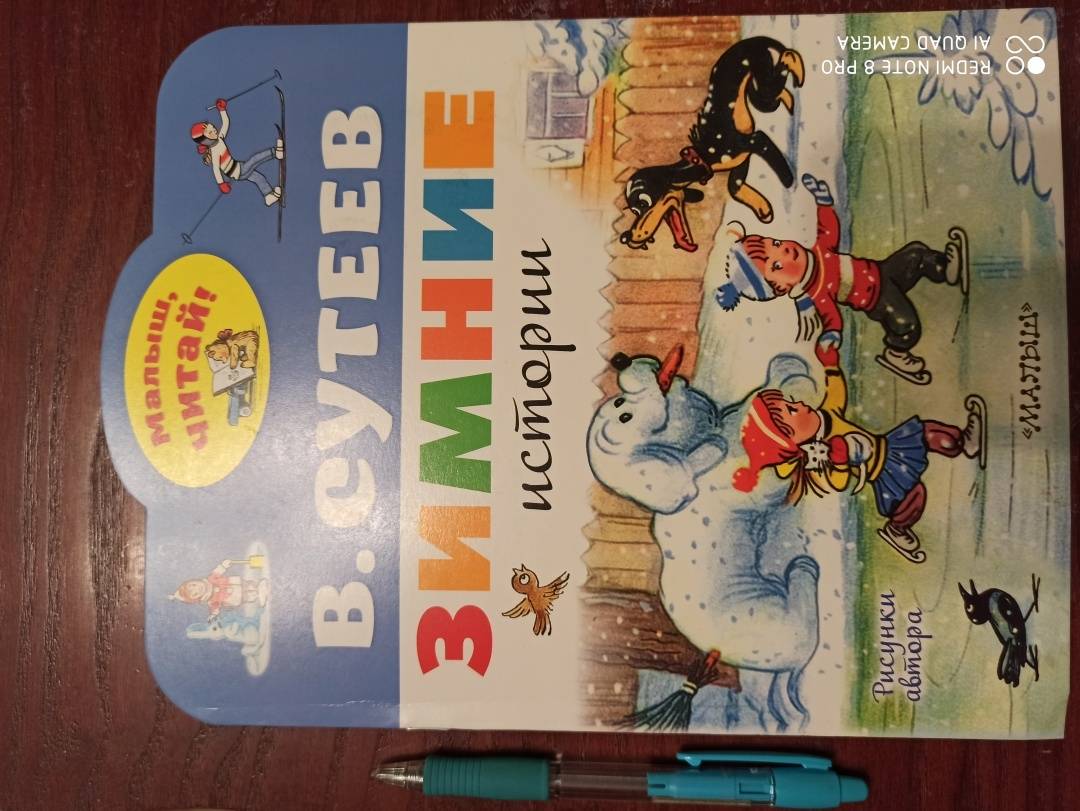 Малыш,
читай!
В. СУТЕЕВ
ЗИМНИЕ
истории
Рисунки
автора
«МАЛЫШ»
REDMI NOTE 8 PRO
AI QUAD CAMERA